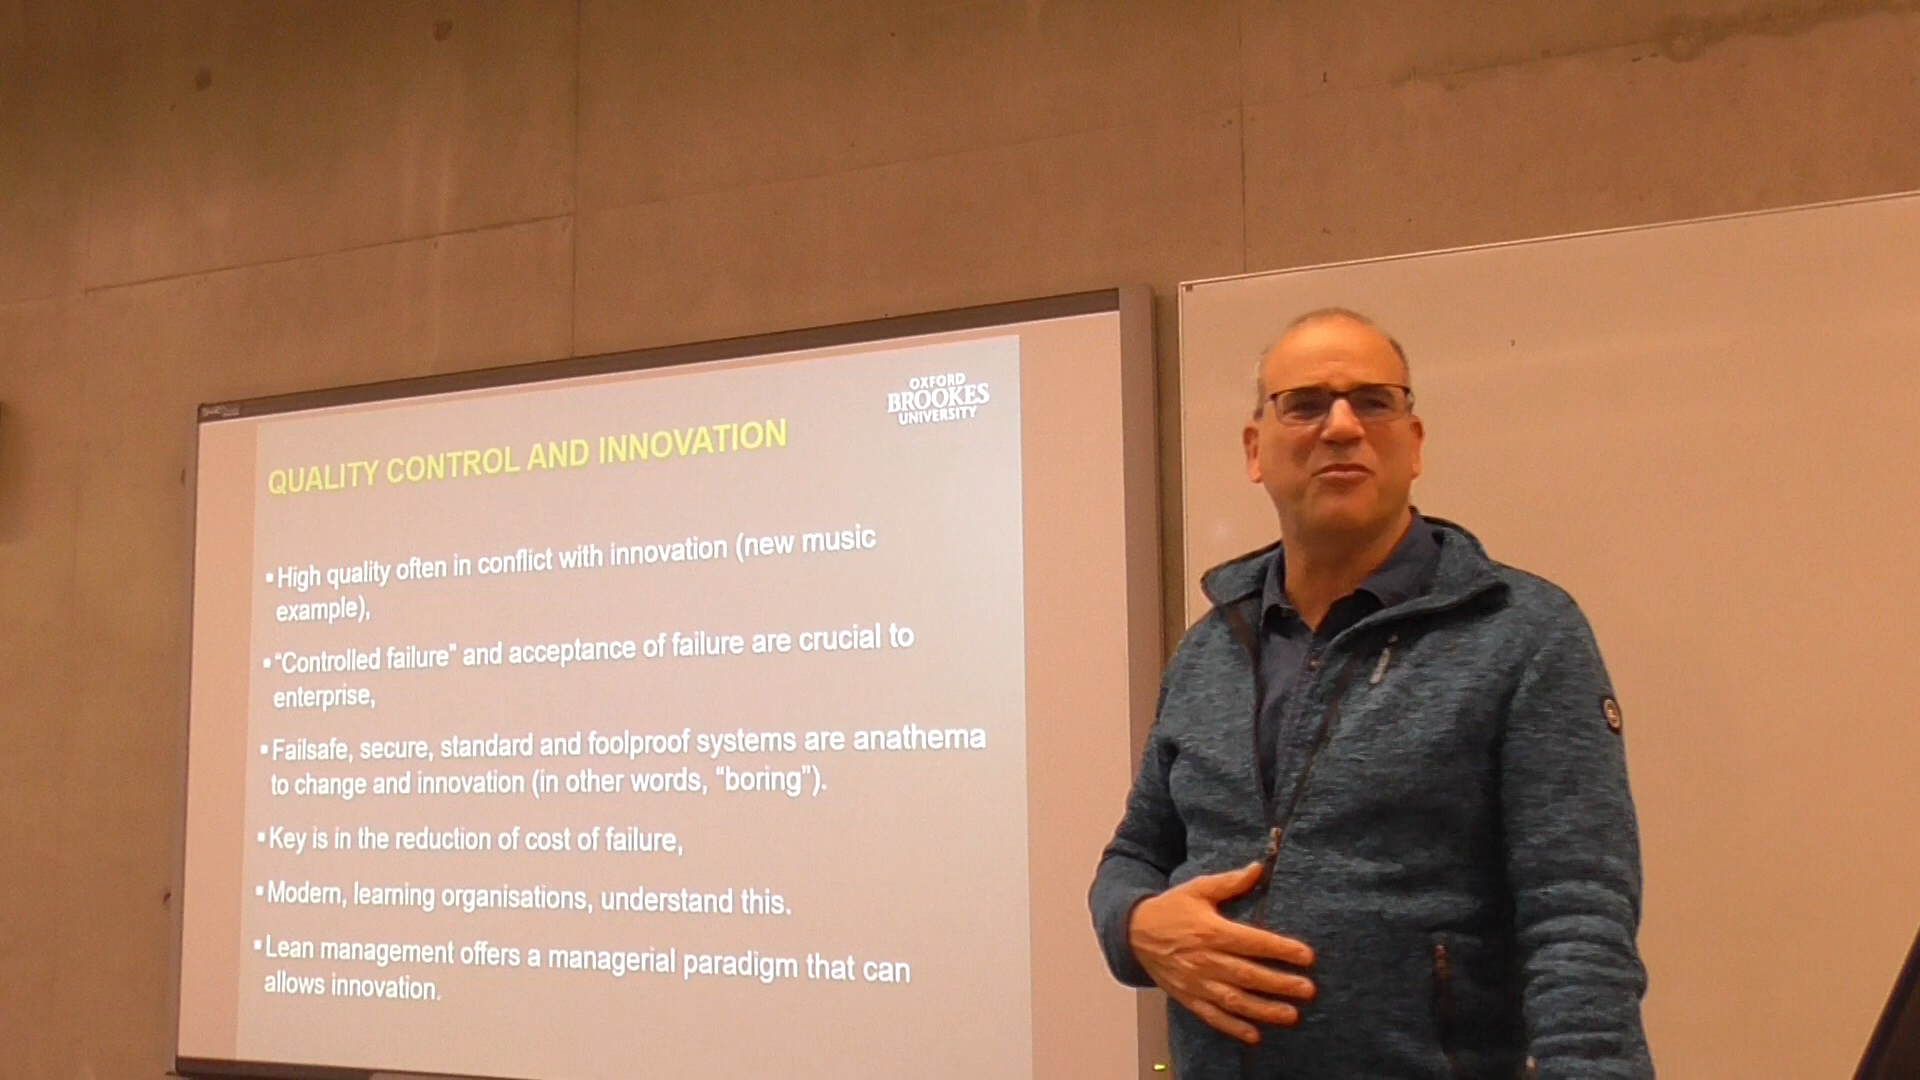 OXFORD
BROOKES
UNIVERSITY
QUALITY CONTROL AND INNOVATION
▪High quality often in conflict with innovation (new music
example),
▪“Controlled failure” and acceptance of failure are crucial to
enterprise,
▪Failsafe, secure, standard and foolproof systems are anathema
to change and innovation (in other words, “boring”).
▪Key is in the reduction of cost of failure,
▪Modern, learning organisations, understand this.
▪Lean management offers a managerial paradigm that can
allows innovation.